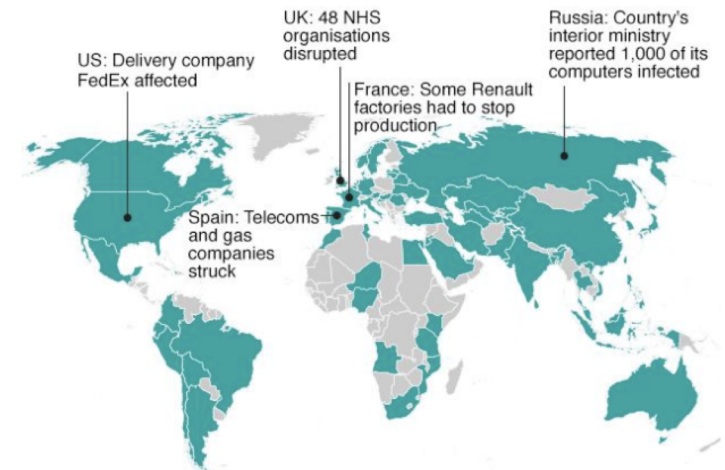 UK: 48 NHS
organisations
disrupted
Russia: Country's
interior ministry
reported 1,000 of its
computers infected
US: Delivery company
FedEx affected
France: Some Renault
factories had to stop
production
Spain: Telecoms
and gas
companies
struck